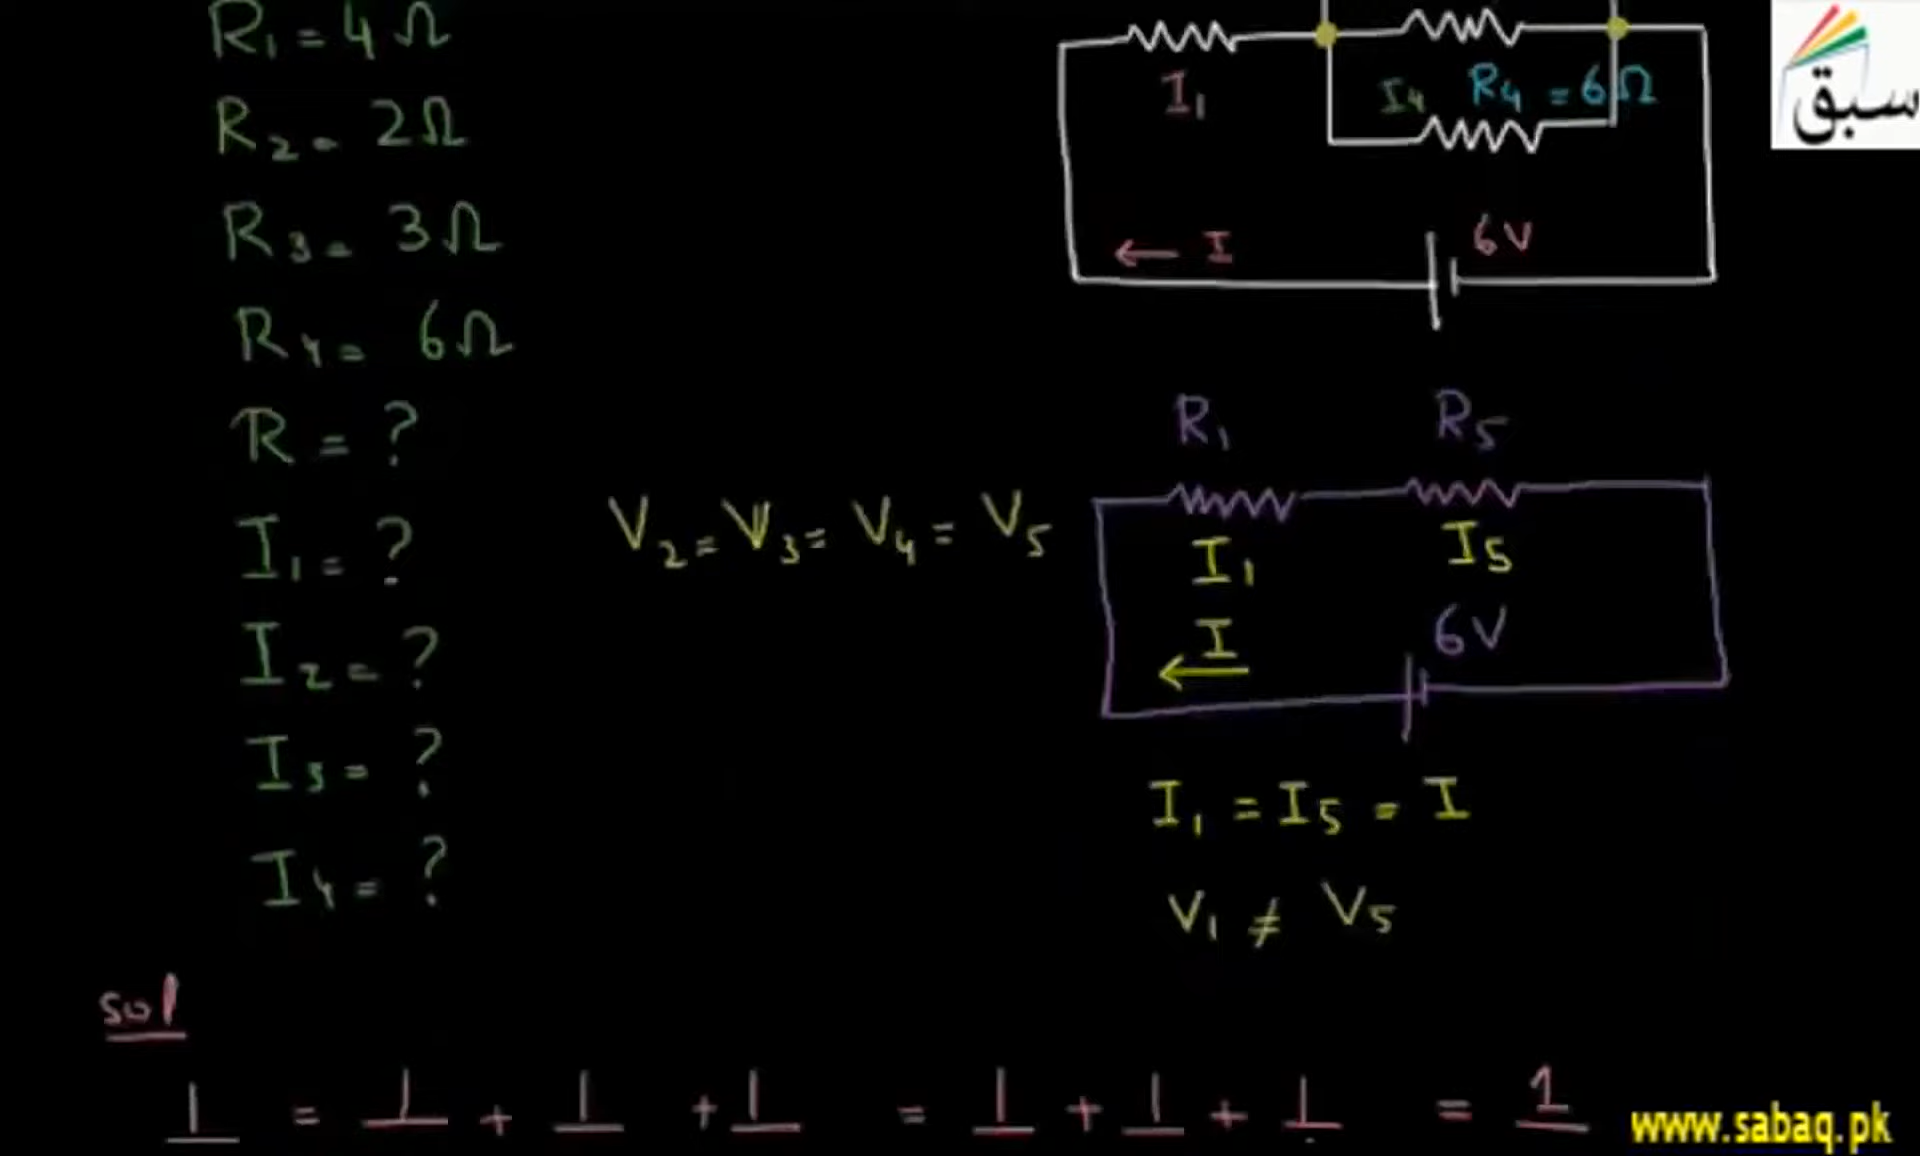 R1 = 4 Ω
R2 = 2Ω
R3 = 3Ω
R4 = 6Ω
R = ?
I1 = ?
I2 = ?
I3 = ?
I4 = ?
I1
I4 R4 = 6Ω
← I
6V
سبق
R1 R5
V2 = V3 = V4 = V5
I1 I5
I 6V
←
I1 = I5 = I
V1 ≠ V5
sol
1 = 1 + 1 + 1 = 1 + 1 + 1 = 1
www.sabaq.pk